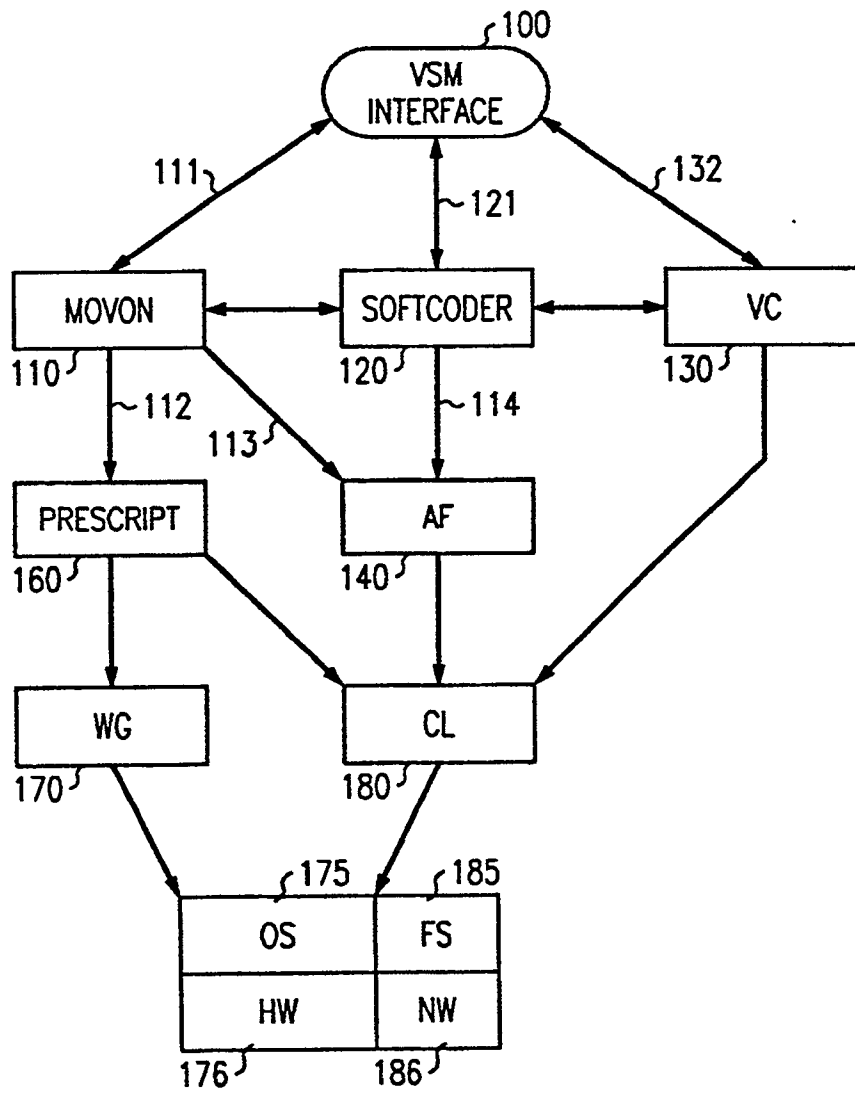 100
VSM
INTERFACE
111
121
132
MOVON
SOFTCODER
VC
110
120
130
112
113
114
PRESCRIPT
AF
160
140
WG
CL
170
180
175
185
OS
FS
HW
NW
176
186